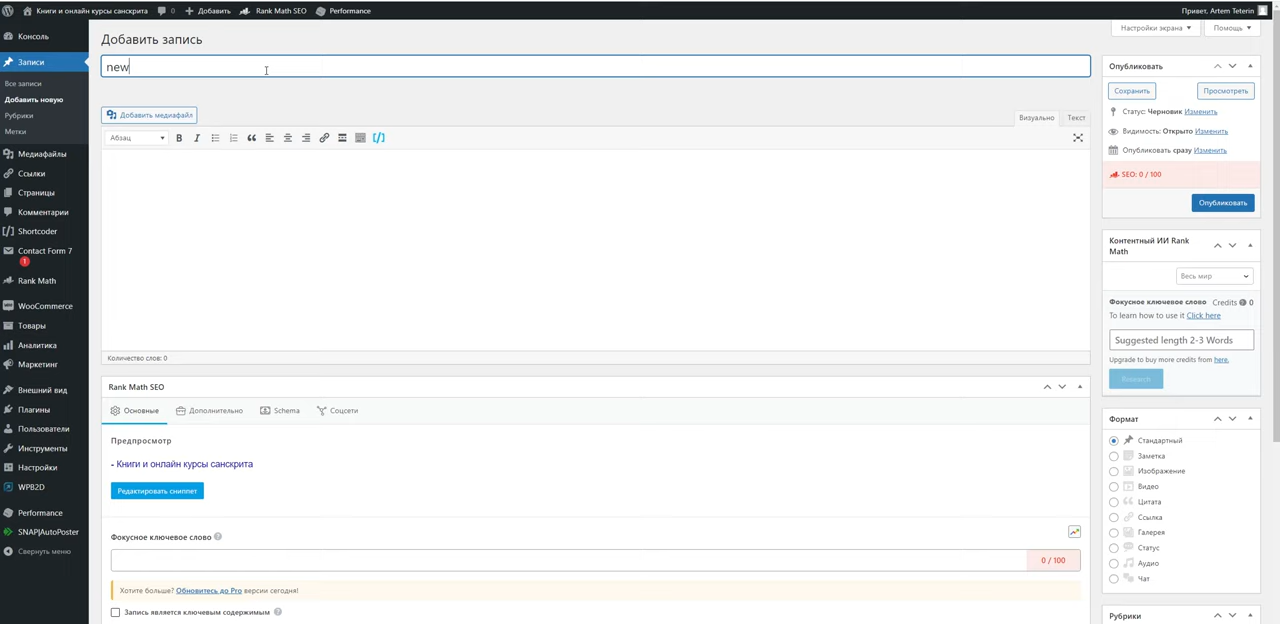 Книги и онлайн курсы санскрита 0 Добавить Rank Math SEO Performance Привет, Artem Teterin
Консоль
Записи
Все записи
Добавить новую
Рубрики
Метки
Медиафайлы
Ссылки
Страницы
Комментарии
Shortcoder
Contact Form 7
1
Rank Math
WooCommerce
Товары
Аналитика
Маркетинг
Внешний вид
Плагины
Пользователи
Инструменты
Настройки
WPB2D
Performance
SNAP|AutoPoster
Свернуть меню
Настройки экрана Помощь
Добавить запись
new
Добавить медиафайл
Визуально Текст
Абзац B I
Количество слов: 0
Rank Math SEO
Основные Дополнительно Schema Соцсети
Предпросмотр
- Книги и онлайн курсы санскрита
Редактировать сниппет
Фокусное ключевое слово
0 / 100
Хотите больше? Обновитесь до Pro версии сегодня!
Запись является ключевым содержимым
Опубликовать
Сохранить Просмотреть
Статус: Черновик Изменить
Видимость: Открыто Изменить
Опубликовать сразу Изменить
SEO: 0 / 100
Опубликовать
Контентный ИИ Rank
Math
Весь мир
Фокусное ключевое слово Credits 0
To learn how to use it Click here
Suggested length 2-3 Words
Upgrade to buy more credits from here.
Research
Формат
Стандартный
Заметка
Изображение
Видео
Цитата
Ссылка
Галерея
Статус
Аудио
Чат
Рубрики